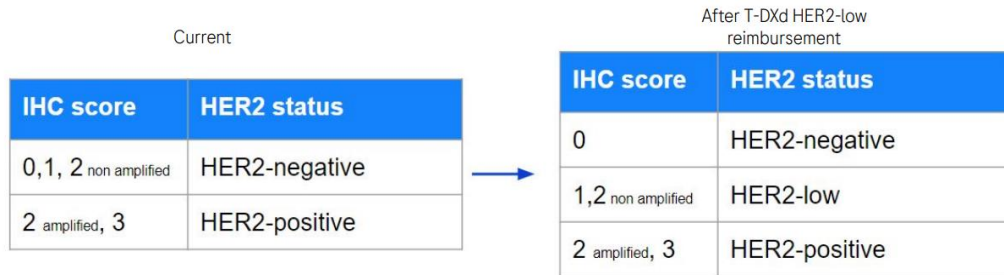 Current
IHC score HER2 status
0,1, 2 non amplified HER2-negative
2 amplified, 3 HER2-positive
After T-DXd HER2-low
reimbursement
IHC score HER2 status
0 HER2-negative
1,2 non amplified HER2-low
2 amplified, 3 HER2-positive